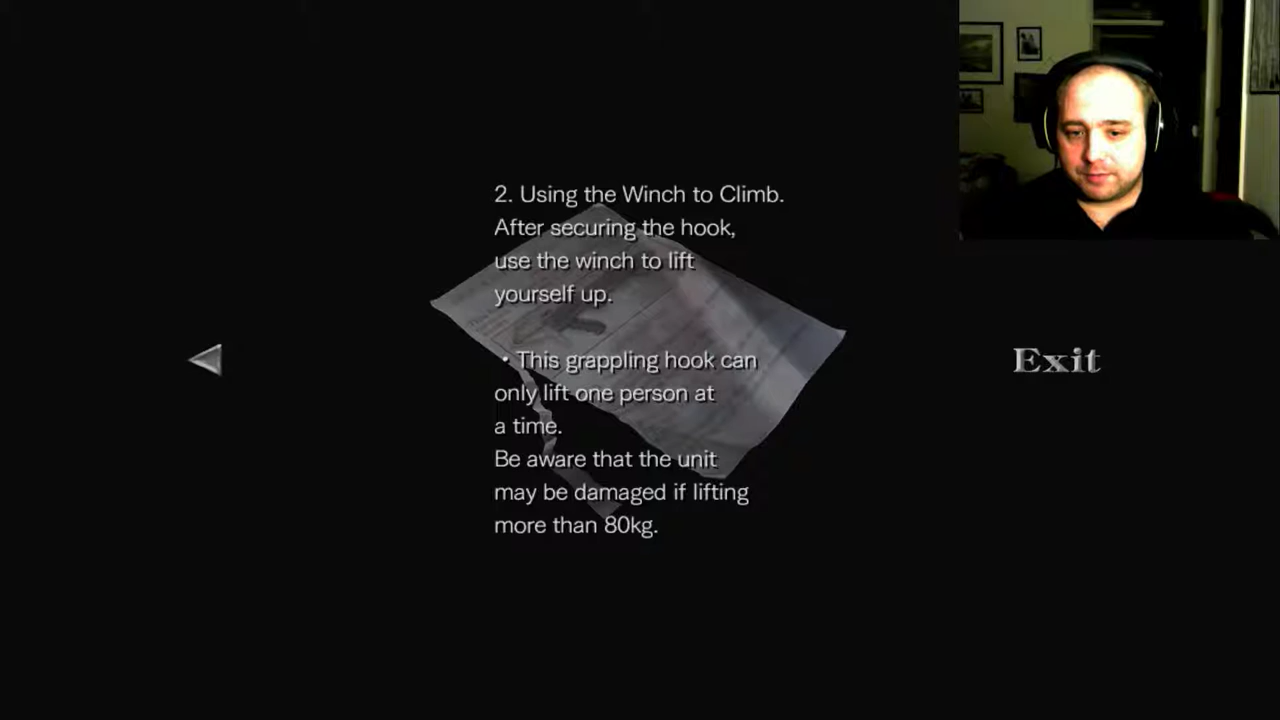 2. Using the Winch to Climb.
After securing the hook,
use the winch to lift
yourself up.
・This grappling hook can
only lift one person at
a time.
Be aware that the unit
may be damaged if lifting
more than 80kg.
Exit